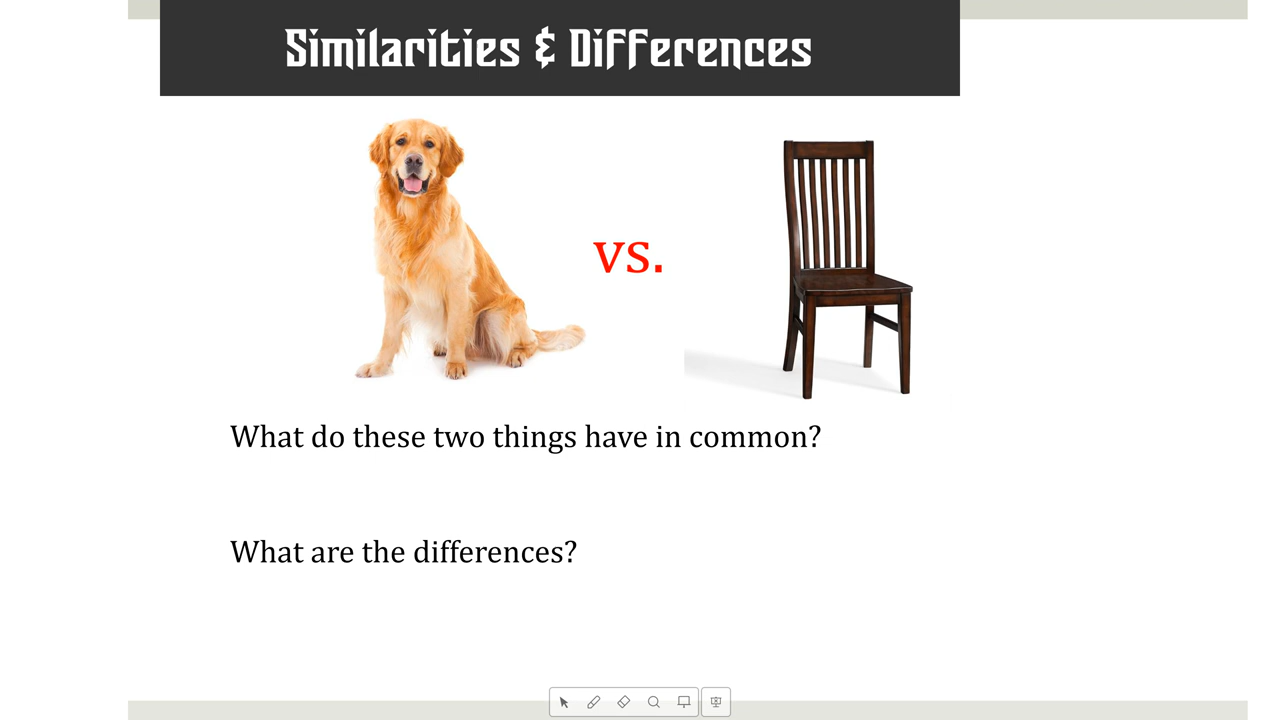 Similarities & Differences
vs.
What do these two things have in common?
What are the differences?